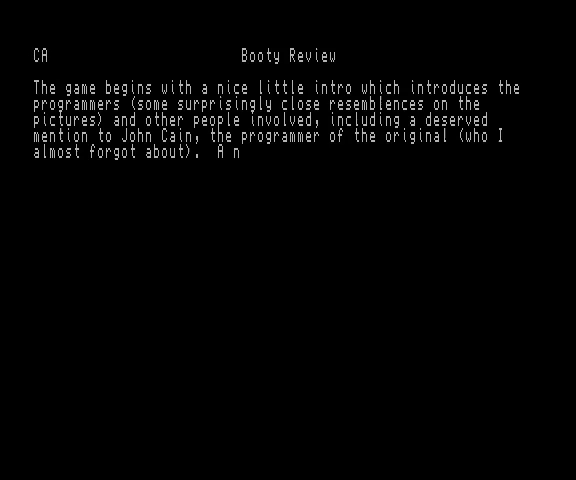 CA Booty Review
The game begins with a nice little intro which introduces the
programmers (some surprisingly close resemblences on the
pictures) and other people involved, including a deserved
mention to John Cain, the programmer of the original (who I
almost forgot about). A n